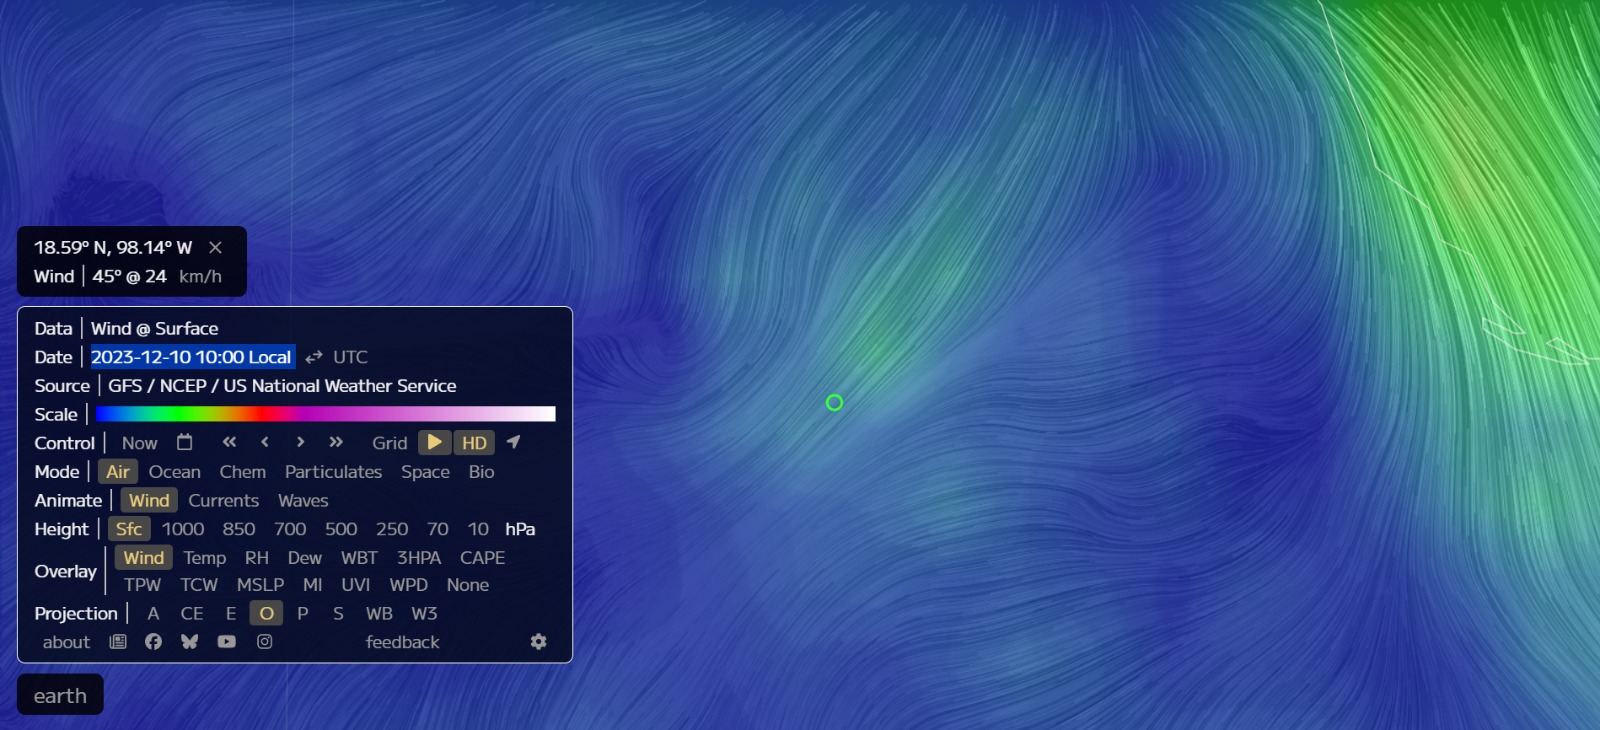 18.59° N, 98.14° W ×
Wind | 45° @ 24 km/h
Data | Wind @ Surface
Date | 2023-12-10 10:00 Local ⇄ UTC
Source | GFS / NCEP / US National Weather Service
Scale |
Control | Now « ‹ › » Grid HD
Mode | Air Ocean Chem Particulates Space Bio
Animate | Wind Currents Waves
Height | Sfc 1000 850 700 500 250 70 10 hPa
Overlay | Wind Temp RH Dew WBT 3HPA CAPE
TPW TCW MSLP MI UVI WPD None
Projection | A CE E O P S WB W3
about feedback
earth